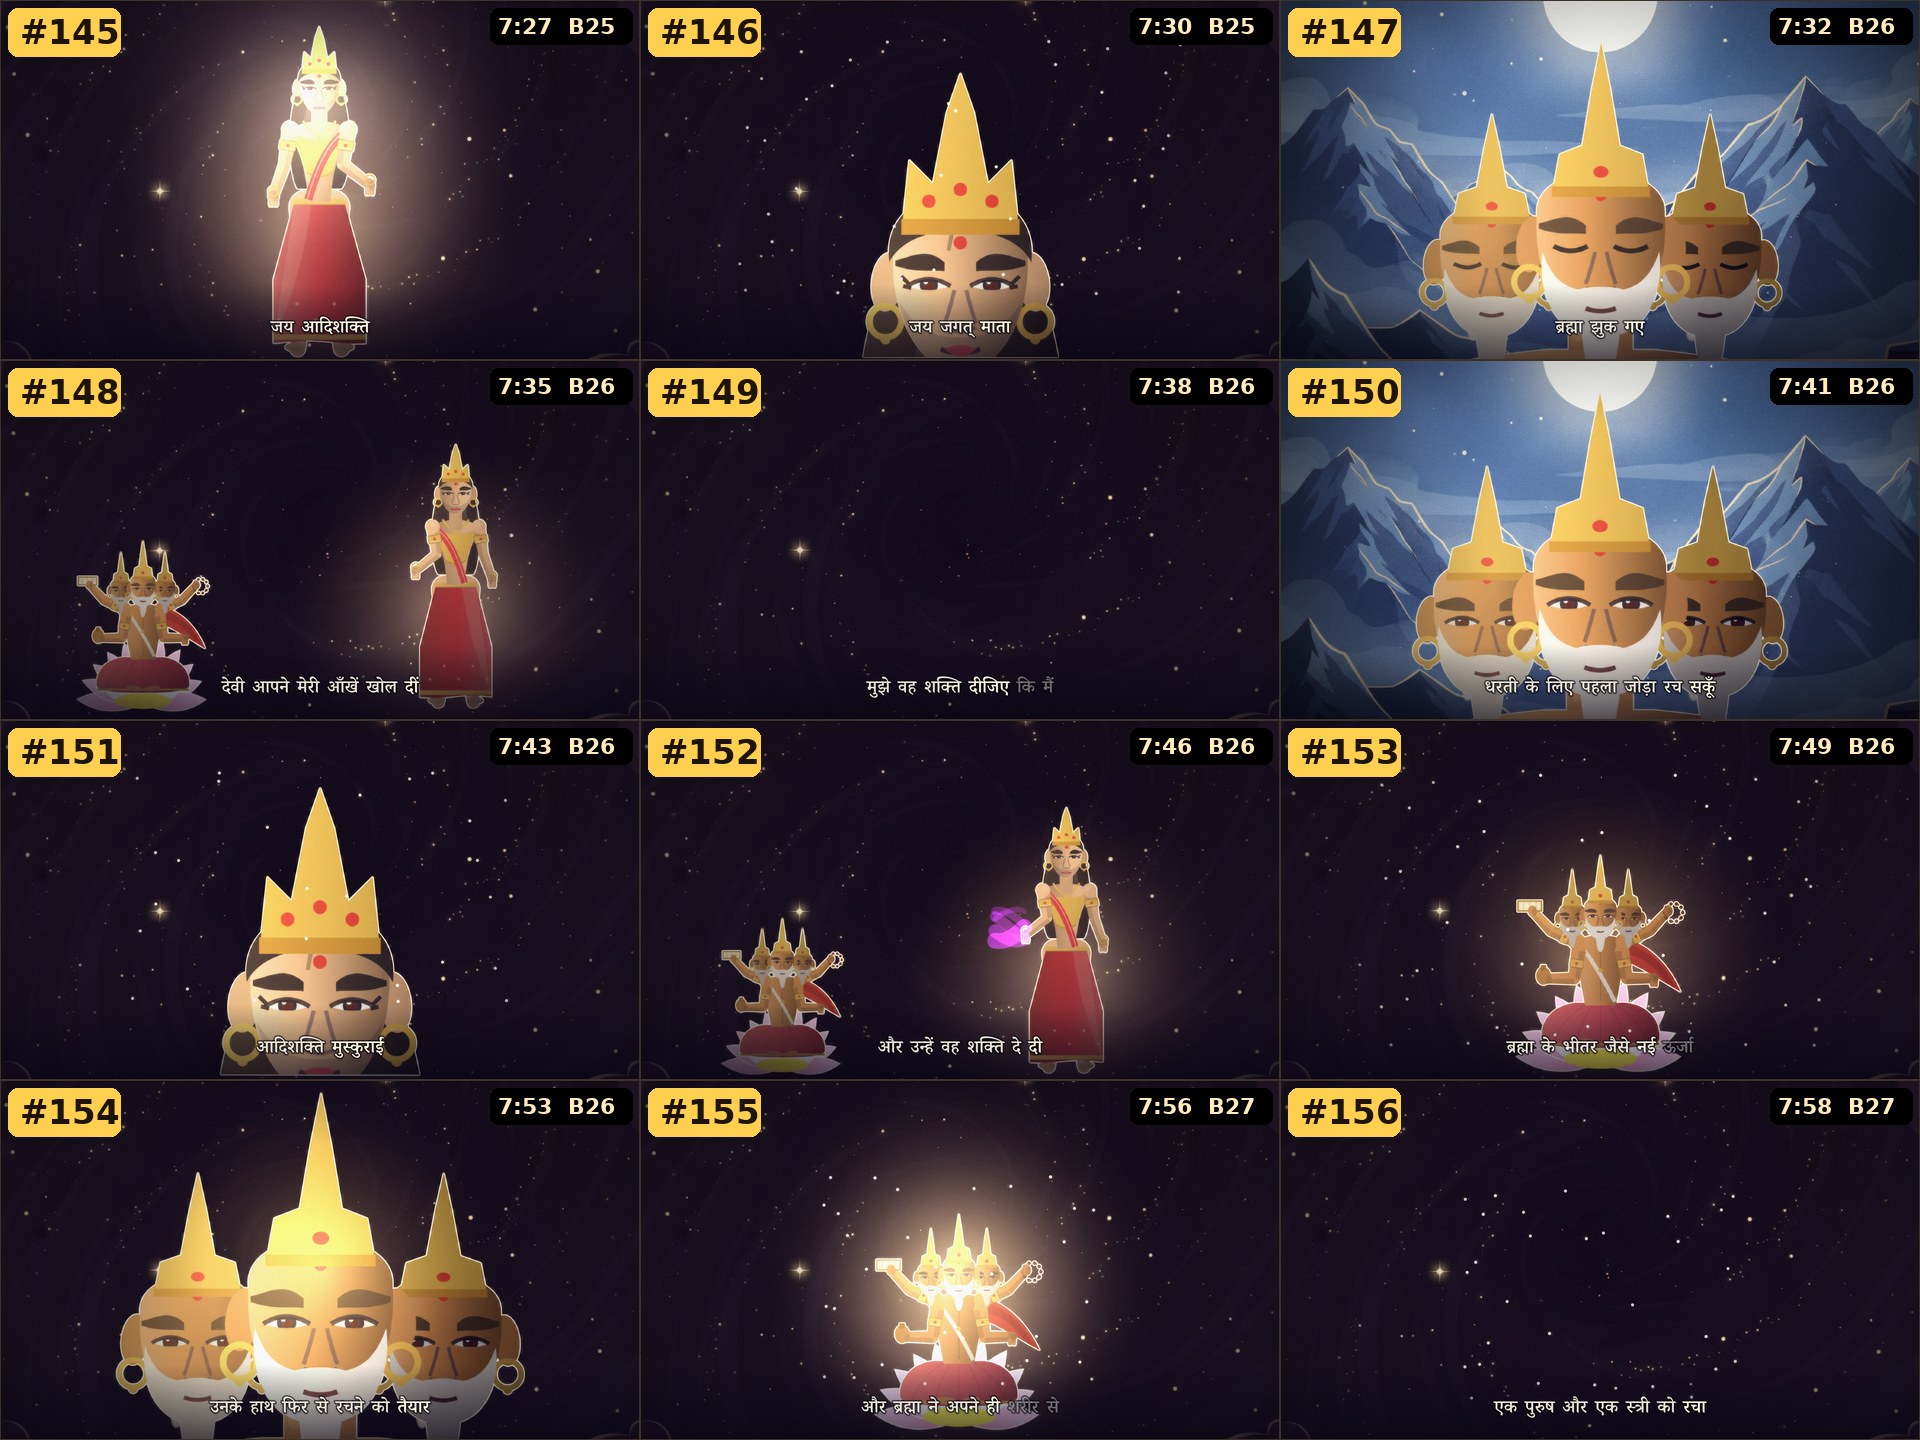 #145
7:27 B25
जय आदिशक्ति
#146
7:30 B25
जय जगत् माता
#147
7:32 B26
ब्रह्मा झुक गए
#148
7:35 B26
देवी आपने मेरी आँखें खोल दीं
#149
7:38 B26
मुझे वह शक्ति दीजिए कि मैं
#150
7:41 B26
धरती के लिए पहला जोड़ा रच सकूँ
#151
7:43 B26
आदिशक्ति मुस्कुराईं
#152
7:46 B26
और उन्हें वह शक्ति दे दी
#153
7:49 B26
ब्रह्मा के भीतर जैसे नई ऊर्जा
#154
7:53 B26
उनके हाथ फिर से रचने को तैयार
#155
7:56 B27
और ब्रह्मा ने अपने ही शरीर से
#156
7:58 B27
एक पुरुष और एक स्त्री को रचा